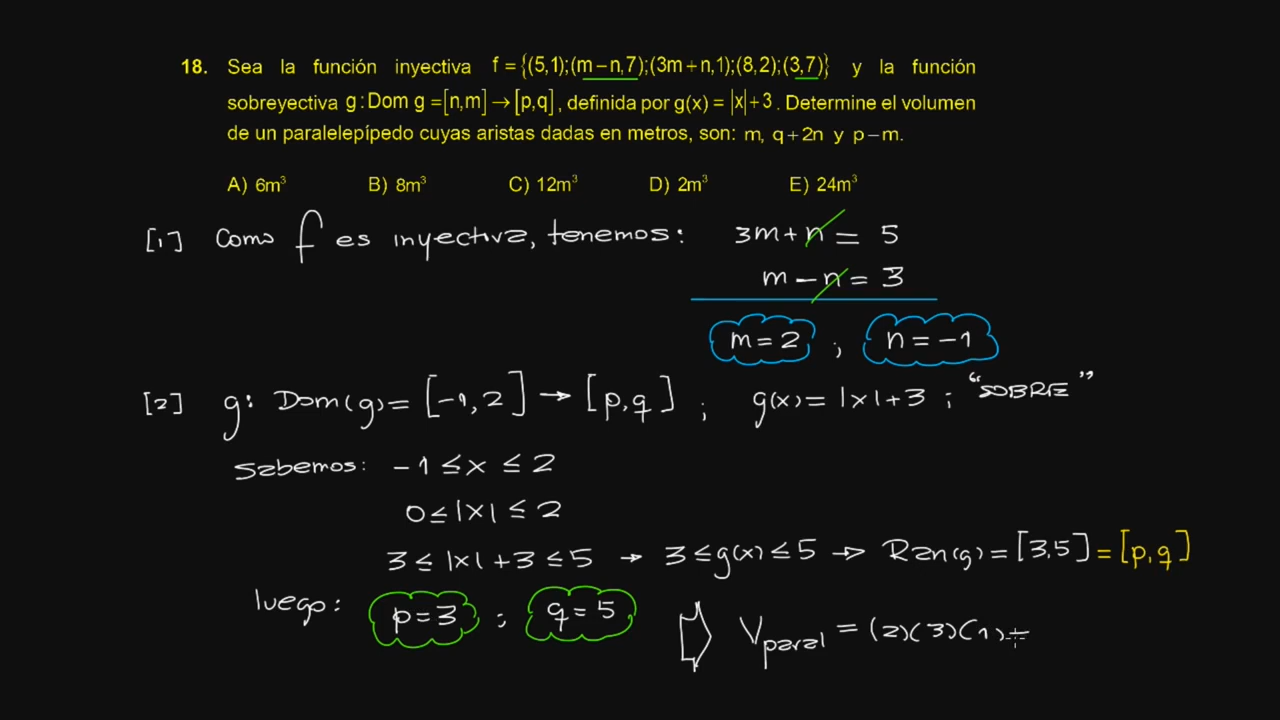 18. Sea la función inyectiva f = {(5,1);(m−n,7);(3m+n,1);(8,2);(3,7)} y la función
sobreyectiva g : Dom g = [n,m] → [p,q], definida por g(x) = |x|+3. Determine el volumen
de un paralelepípedo cuyas aristas dadas en metros, son: m, q+2n y p−m.
A) 6m³ B) 8m³ C) 12m³ D) 2m³ E) 24m³
[1] Como f es inyectiva, tenemos: 3m+n = 5
m − n = 3
m = 2 ; n = −1
[2] g: Dom(g) = [−1,2] → [p,q] ; g(x) = |x|+3 ; "SOBRE"
Sabemos: −1 ≤ x ≤ 2
0 ≤ |x| ≤ 2
3 ≤ |x|+3 ≤ 5 → 3 ≤ g(x) ≤ 5 → Ran(g) = [3,5] = [p,q]
luego: p = 3 ; q = 5 ⇒ Vparal = (2)(3)(1) =